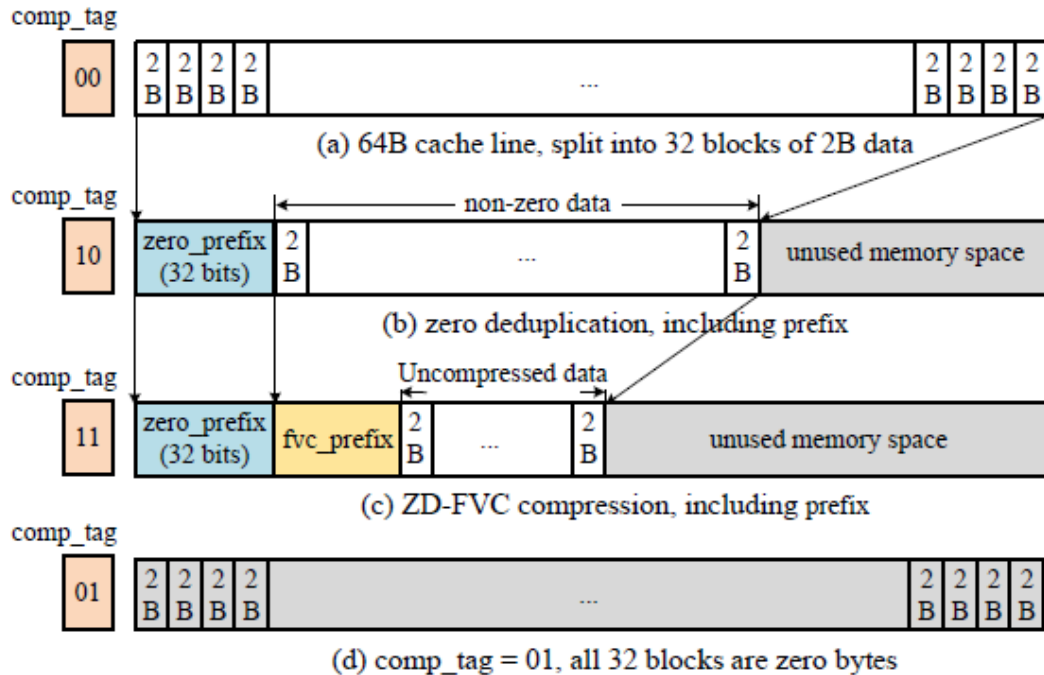 comp_tag
00
2 B 2 B 2 B 2 B ... 2 B 2 B 2 B 2 B
(a) 64B cache line, split into 32 blocks of 2B data
comp_tag
non-zero data
10
zero_prefix (32 bits) 2 B ... 2 B unused memory space
(b) zero deduplication, including prefix
comp_tag
Uncompressed data
11
zero_prefix (32 bits) fvc_prefix 2 B ... 2 B unused memory space
(c) ZD-FVC compression, including prefix
comp_tag
01
2 B 2 B 2 B 2 B ... 2 B 2 B 2 B 2 B
(d) comp_tag = 01, all 32 blocks are zero bytes